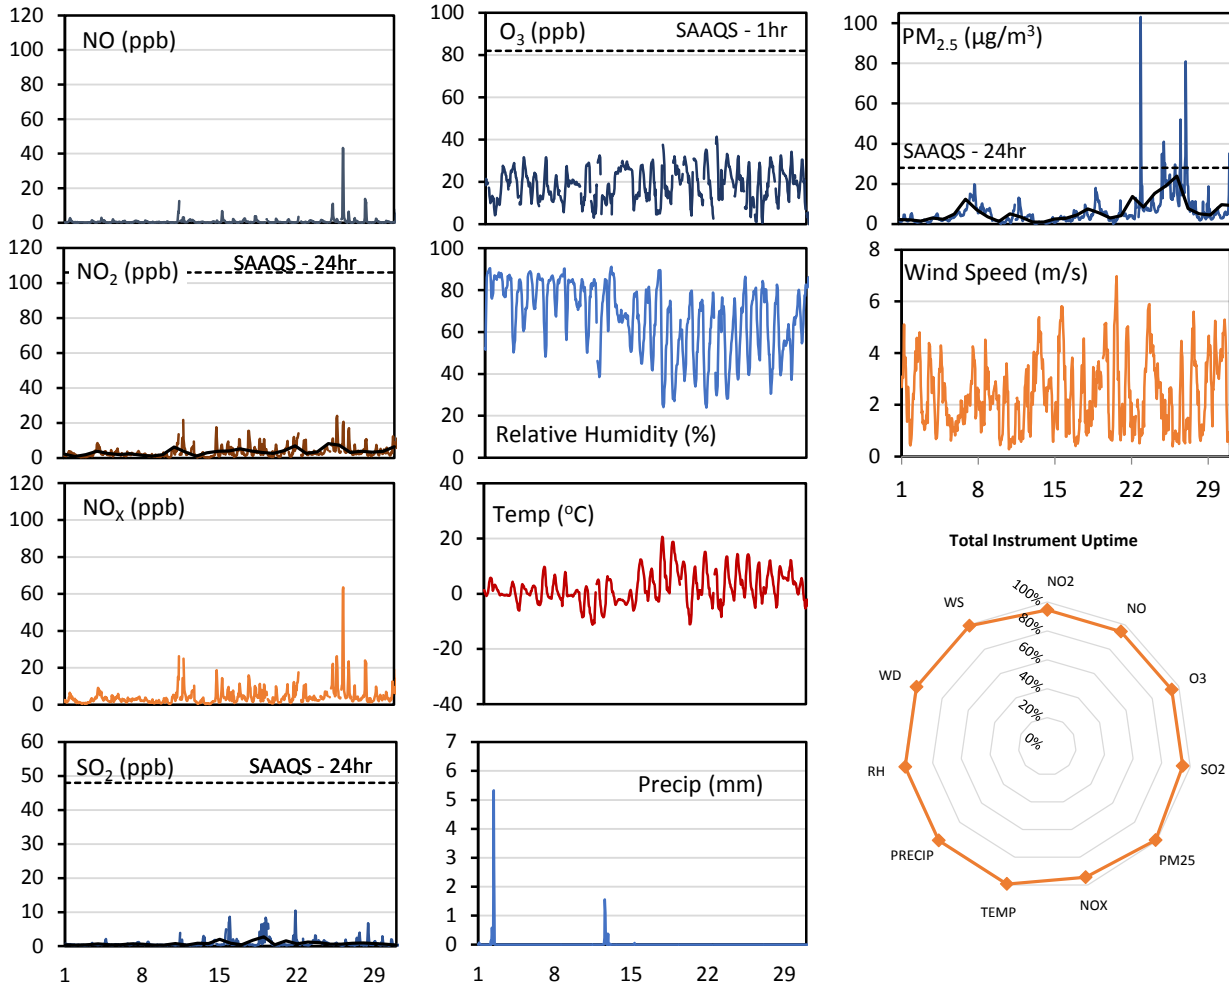 NO (ppb)
120
100
80
60
40
20
0
NO2 (ppb)
SAAQS - 24hr
120
100
80
60
40
20
0
NOX (ppb)
120
100
80
60
40
20
0
SO2 (ppb)
SAAQS - 24hr
60
50
40
30
20
10
0
1 8 15 22 29
O3 (ppb)
SAAQS - 1hr
100
80
60
40
20
0
100
80
60
40
20
0
Relative Humidity (%)
Temp (oC)
40
20
0
-20
-40
Precip (mm)
7
6
5
4
3
2
1
0
1 8 15 22 29
PM2.5 (µg/m3)
SAAQS - 24hr
100
80
60
40
20
0
Wind Speed (m/s)
8
6
4
2
0
1 8 15 22 29
Total Instrument Uptime
NO2
NO
O3
SO2
PM25
NOX
TEMP
PRECIP
RH
WD
WS
100%
80%
60%
40%
20%
0%